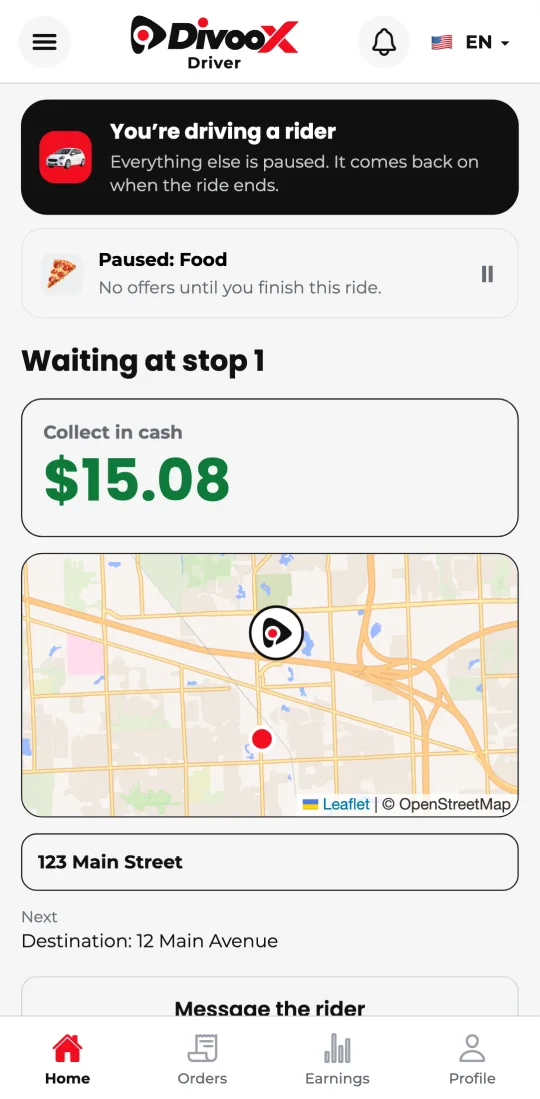 DivooX
Driver
EN
You’re driving a rider
Everything else is paused. It comes back on
when the ride ends.
Paused: Food
No offers until you finish this ride.
Waiting at stop 1
Collect in cash
$15.08
Leaflet | © OpenStreetMap
123 Main Street
Next
Destination: 12 Main Avenue
Message the rider
Home
Orders
Earnings
Profile